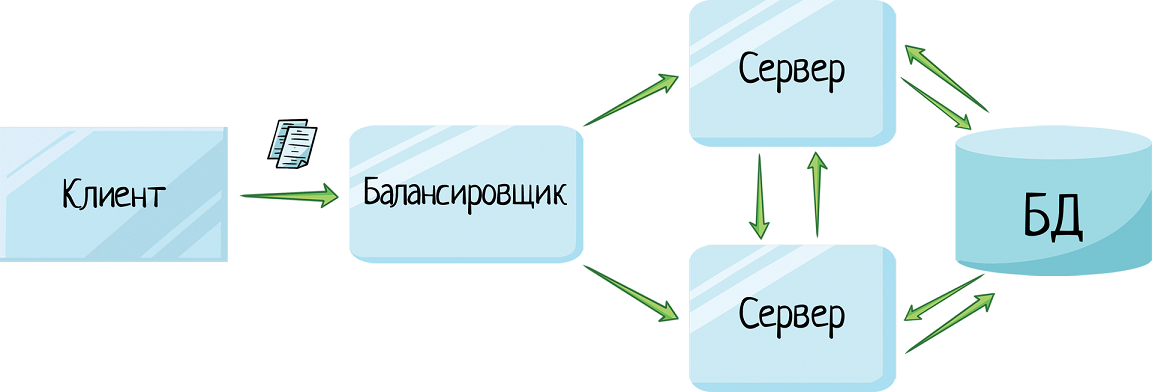 Клиент
Балансировщик
Сервер
Сервер
БД